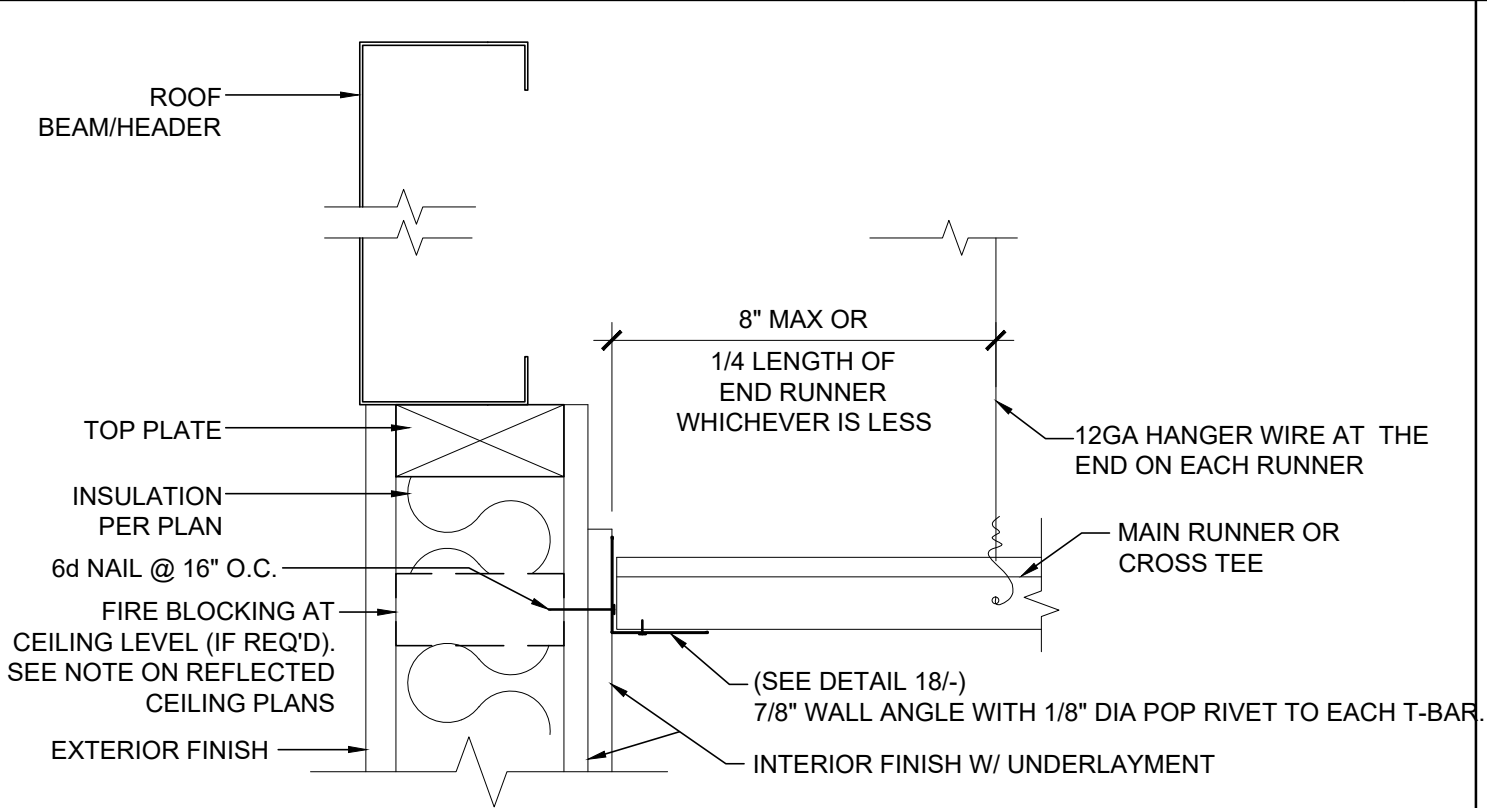 ROOF
BEAM/HEADER
8" MAX OR
1/4 LENGTH OF
END RUNNER
WHICHEVER IS LESS
TOP PLATE
12GA HANGER WIRE AT THE
END ON EACH RUNNER
INSULATION
PER PLAN
MAIN RUNNER OR
CROSS TEE
6d NAIL @ 16" O.C.
FIRE BLOCKING AT
CEILING LEVEL (IF REQ'D).
SEE NOTE ON REFLECTED
CEILING PLANS
(SEE DETAIL 18/-)
7/8" WALL ANGLE WITH 1/8" DIA POP RIVET TO EACH T-BAR.
EXTERIOR FINISH
INTERIOR FINISH W/ UNDERLAYMENT